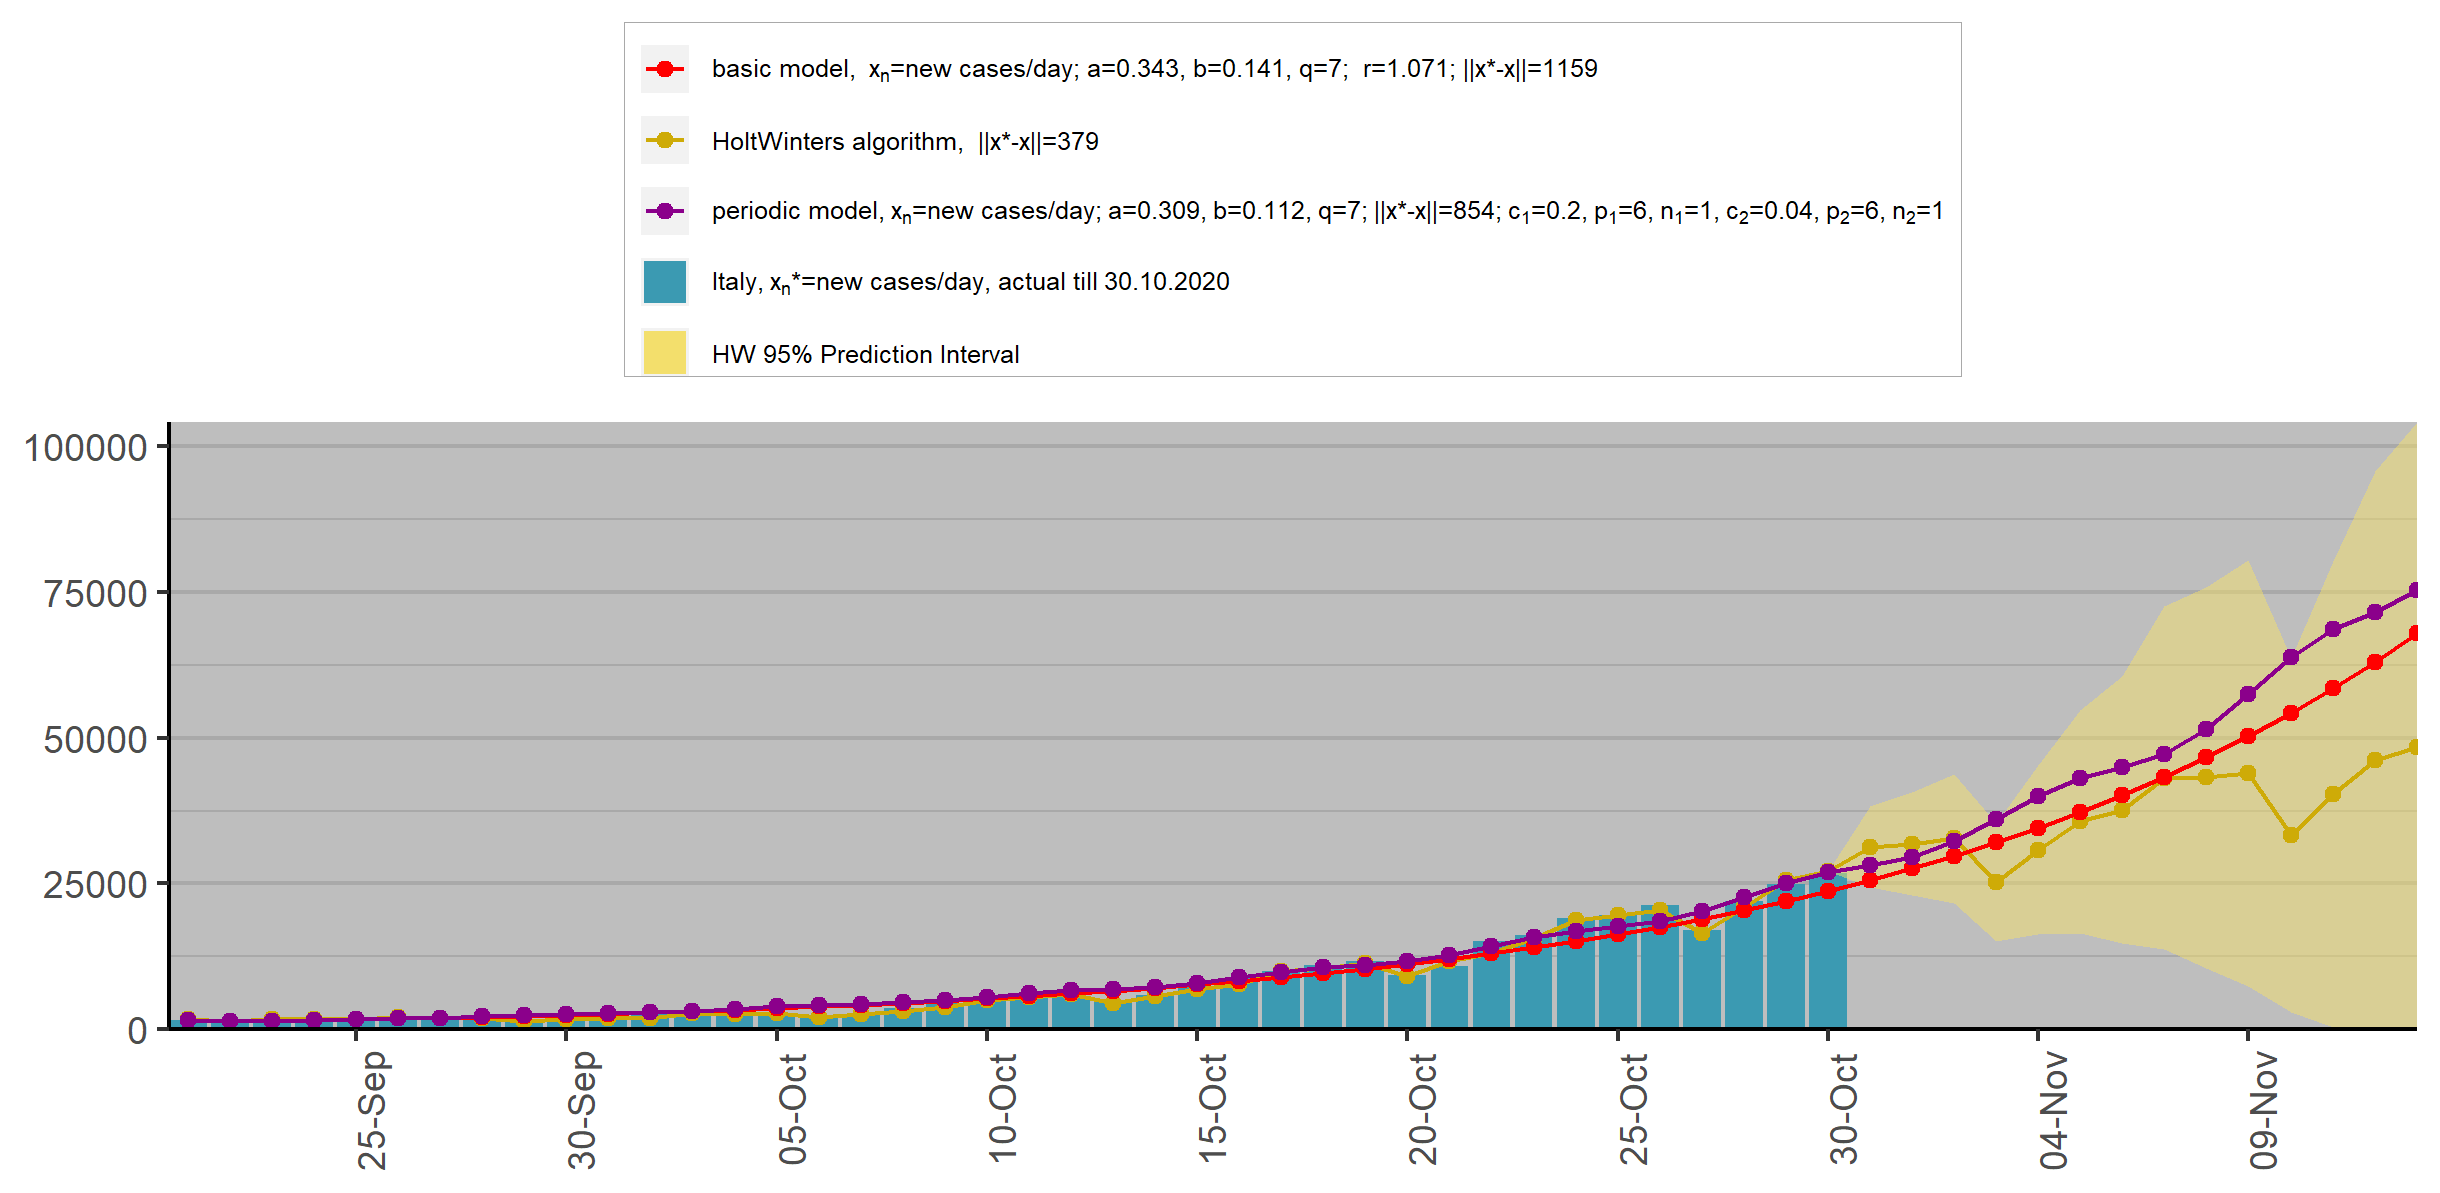 basic model, xₙ=new cases/day; a=0.343, b=0.141, q=7; r=1.071; ||x*-x||=1159
HoltWinters algorithm, ||x*-x||=379
periodic model, xₙ=new cases/day; a=0.309, b=0.112, q=7; ||x*-x||=854; c₁=0.2, p₁=6, n₁=1, c₂=0.04, p₂=6, n₂=1
Italy, xₙ*=new cases/day, actual till 30.10.2020
HW 95% Prediction Interval
100000
75000
50000
25000
0
25-Sep
30-Sep
05-Oct
10-Oct
15-Oct
20-Oct
25-Oct
30-Oct
04-Nov
09-Nov